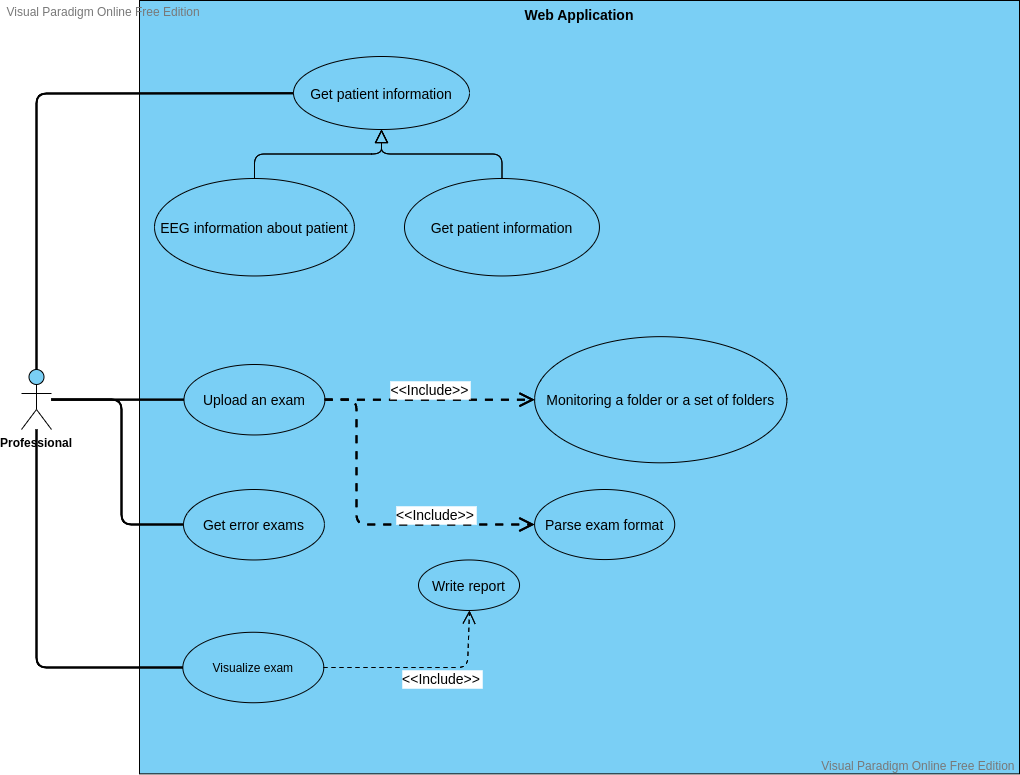 Visual Paradigm Online Free Edition
Web Application
Get patient information
EEG information about patient
Get patient information
Professional
Upload an exam
<<Include>>
Monitoring a folder or a set of folders
Get error exams
<<Include>>
Parse exam format
Write report
Visualize exam
<<Include>>
Visual Paradigm Online Free Edition